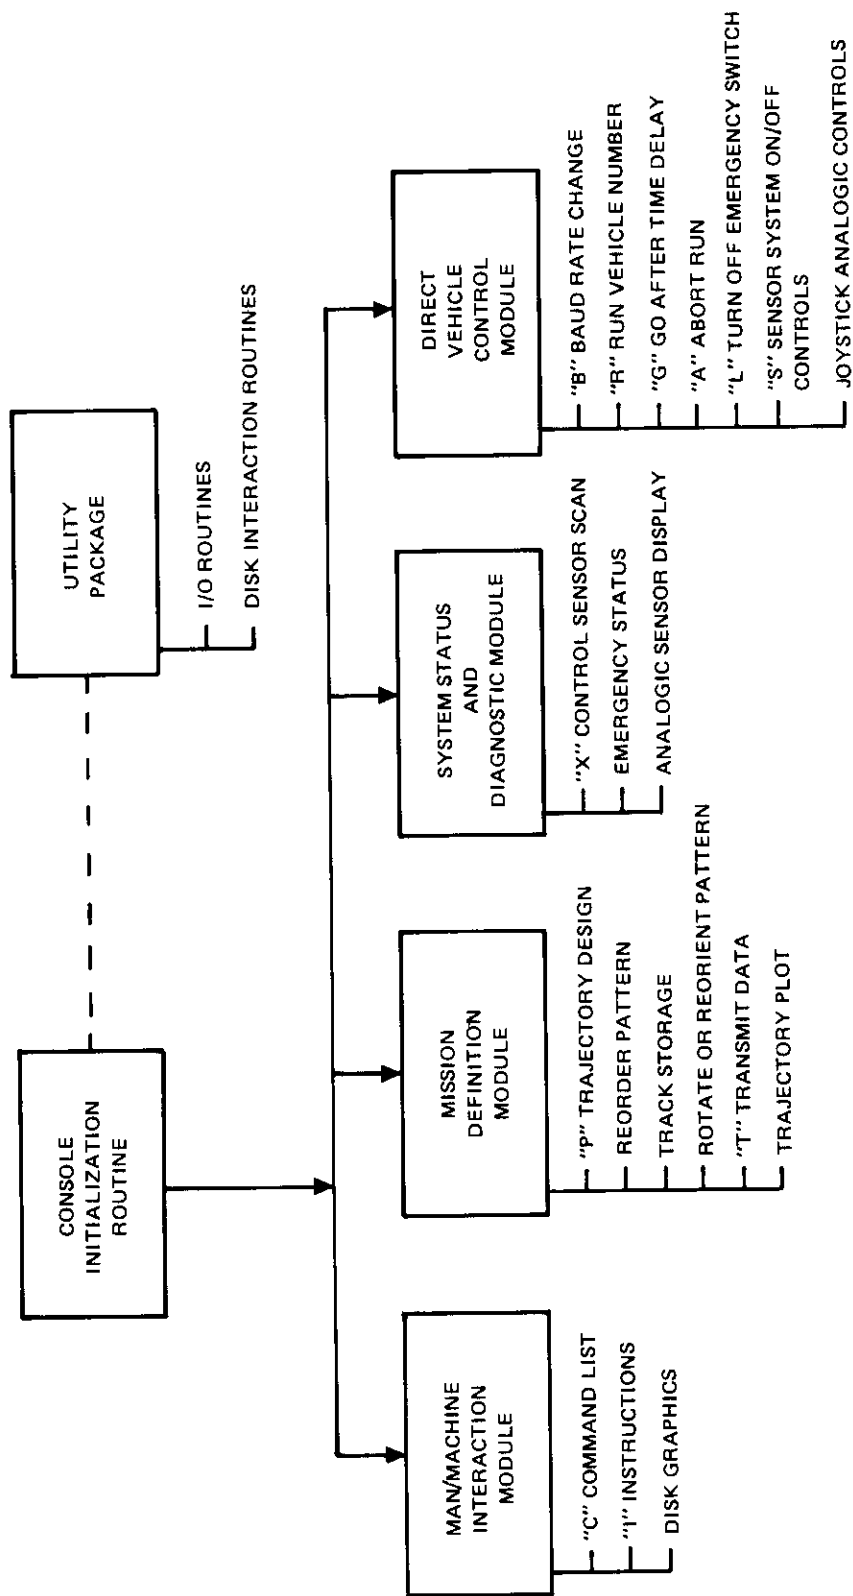 CONSOLE
INITIALIZATION
ROUTINE
UTILITY
PACKAGE
I/O ROUTINES
DISK INTERACTION ROUTINES
MAN/MACHINE
INTERACTION
MODULE
"C" COMMAND LIST
"I" INSTRUCTIONS
DISK GRAPHICS
MISSION
DEFINITION
MODULE
"P" TRAJECTORY DESIGN
REORDER PATTERN
TRACK STORAGE
ROTATE OR REORIENT PATTERN
"T" TRANSMIT DATA
TRAJECTORY PLOT
SYSTEM STATUS
AND
DIAGNOSTIC MODULE
"X" CONTROL SENSOR SCAN
EMERGENCY STATUS
ANALOGIC SENSOR DISPLAY
DIRECT
VEHICLE
CONTROL
MODULE
"B" BAUD RATE CHANGE
"R" RUN VEHICLE NUMBER
"G" GO AFTER TIME DELAY
"A" ABORT RUN
"L" TURN OFF EMERGENCY SWITCH
"S" SENSOR SYSTEM ON/OFF
CONTROLS
JOYSTICK ANALOGIC CONTROLS